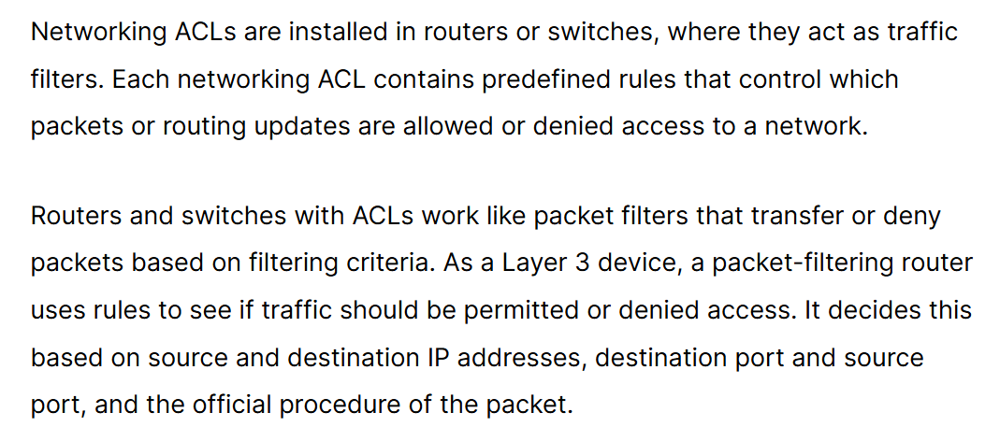 Networking ACLs are installed in routers or switches, where they act as traffic
filters. Each networking ACL contains predefined rules that control which
packets or routing updates are allowed or denied access to a network.
Routers and switches with ACLs work like packet filters that transfer or deny
packets based on filtering criteria. As a Layer 3 device, a packet-filtering router
uses rules to see if traffic should be permitted or denied access. It decides this
based on source and destination IP addresses, destination port and source
port, and the official procedure of the packet.